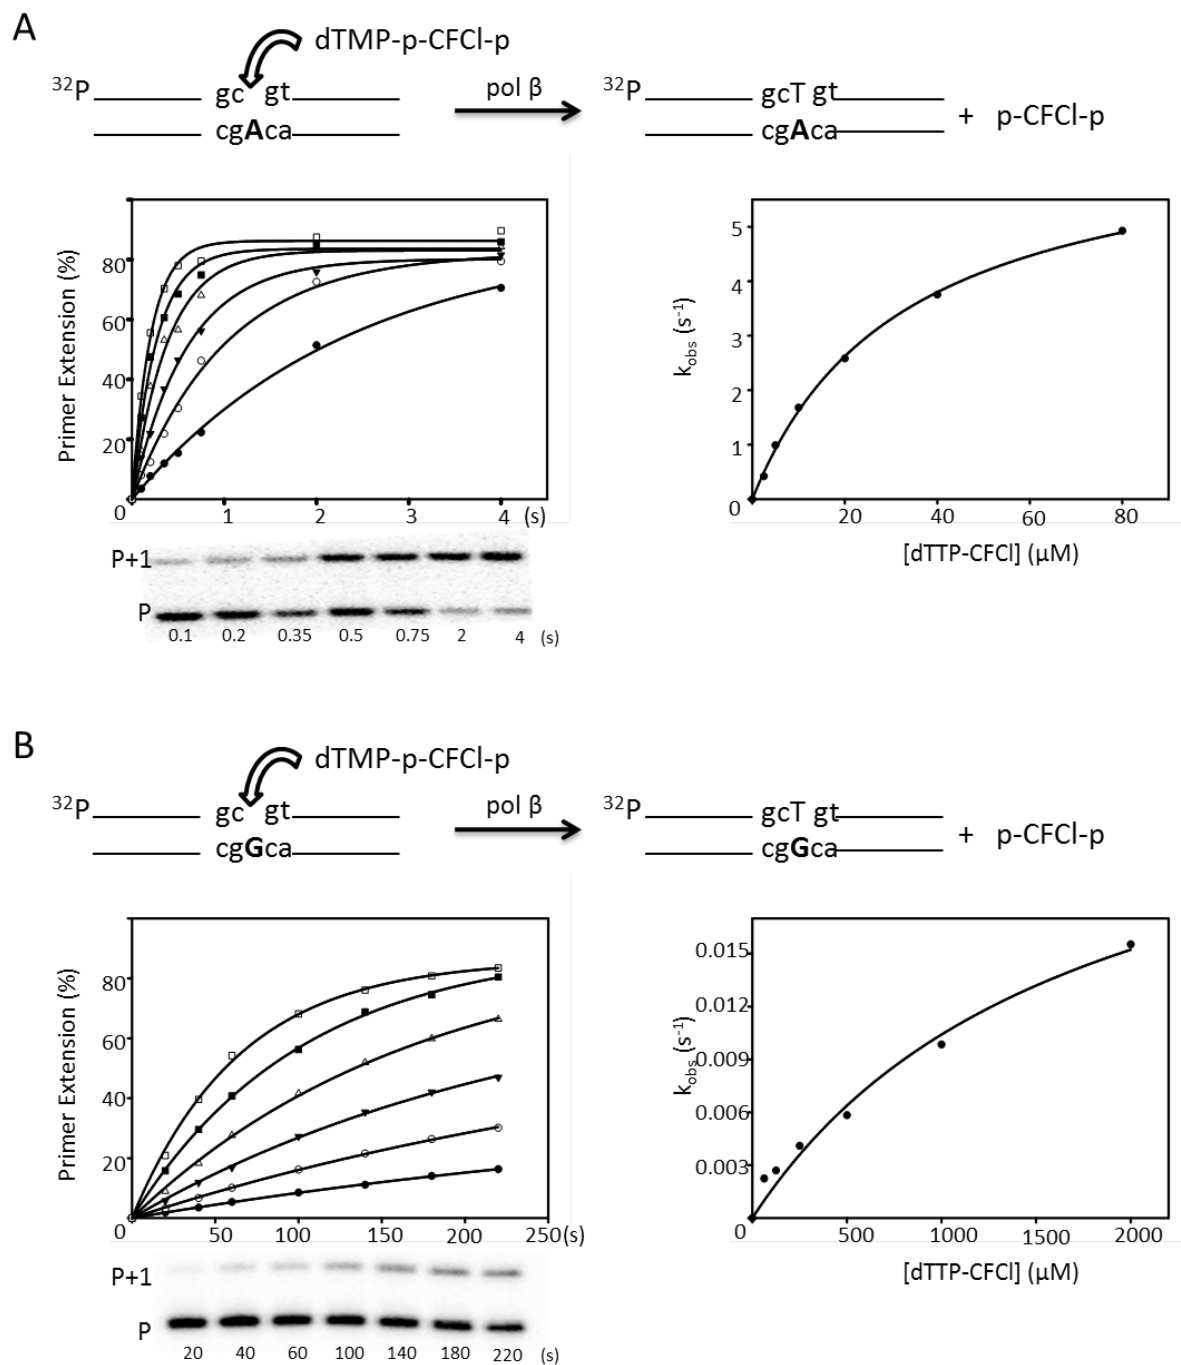 A
dTMP-p-CFCl-p
³²P gc gt pol β ³²P gcT gt
cgAca cgAca + p-CFCl-p
Primer Extension (%)
80
60
40
20
0 1 2 3 4 (s)
P+1
P
0.1 0.2 0.35 0.5 0.75 2 4 (s)
kobs (s⁻¹)
5
4
3
2
1
0 20 40 60 80
[dTTP-CFCl] (μM)
B
dTMP-p-CFCl-p
³²P gc gt pol β ³²P gcT gt
cgGca cgGca + p-CFCl-p
Primer Extension (%)
80
60
40
20
0 50 100 150 200 250(s)
P+1
P
20 40 60 100 140 180 220 (s)
kobs (s⁻¹)
0.015
0.012
0.009
0.006
0.003
0 500 1000 1500 2000
[dTTP-CFCl] (μM)